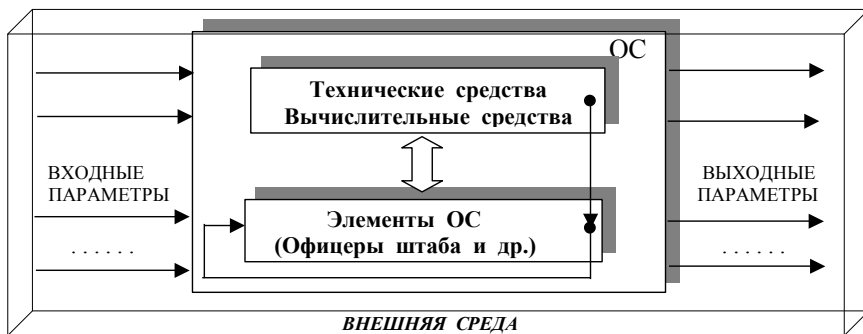 ОС
Технические средства
Вычислительные средства
ВХОДНЫЕ
ПАРАМЕТРЫ
ВЫХОДНЫЕ
ПАРАМЕТРЫ
Элементы ОС
(Офицеры штаба и др.)
. . . . . .
. . . . . .
ВНЕШНЯЯ СРЕДА